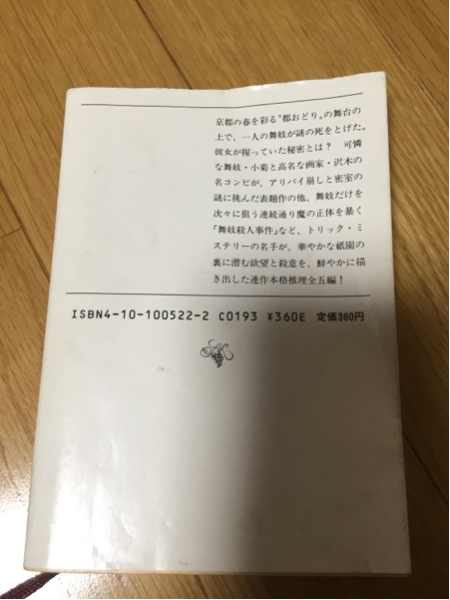 京都の春を彩る〝都おどり〟の舞台の
上で、一人の舞妓が謎の死をとげた。
彼女が握っていた秘密とは？　可憐
な舞妓・小菊と高名な画家・沢木の
名コンビが、アリバイ崩しと密室の
謎に挑んだ表題作の他、舞妓だけを
次々に狙う連続通り魔の正体を暴く
『舞妓殺人事件』など、トリック・ミ
ステリーの名手が、華やかな祇園の
裏に潜む欲望と殺意を、鮮やかに描
き出した連作本格推理全五編！
ISBN4-10-100522-2 C0193 ¥360E 定価360円